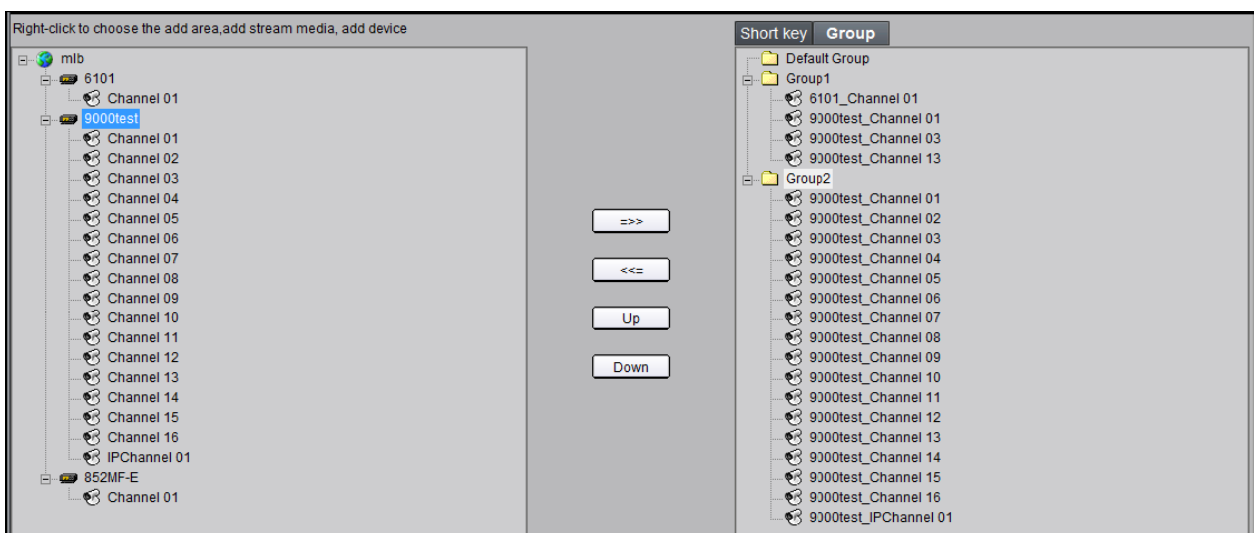 Right-click to choose the add area,add stream media, add device
mlb
6101
Channel 01
9000test
Channel 01
Channel 02
Channel 03
Channel 04
Channel 05
Channel 06
Channel 07
Channel 08
Channel 09
Channel 10
Channel 11
Channel 12
Channel 13
Channel 14
Channel 15
Channel 16
IPChannel 01
852MF-E
Channel 01
=>>
<<=
Up
Down
Short key Group
Default Group
Group1
6101_Channel 01
9000test_Channel 01
9000test_Channel 03
9000test_Channel 13
Group2
9000test_Channel 01
9000test_Channel 02
9000test_Channel 03
9000test_Channel 04
9000test_Channel 05
9000test_Channel 06
9000test_Channel 07
9000test_Channel 08
9000test_Channel 09
9000test_Channel 10
9000test_Channel 11
9000test_Channel 12
9000test_Channel 13
9000test_Channel 14
9000test_Channel 15
9000test_Channel 16
9000test_IPChannel 01